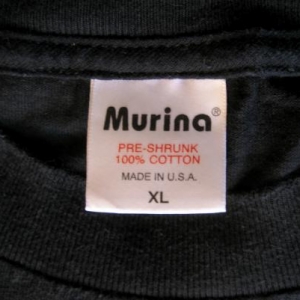 Murina®
PRE-SHRUNK
100% COTTON
MADE IN U.S.A.
XL